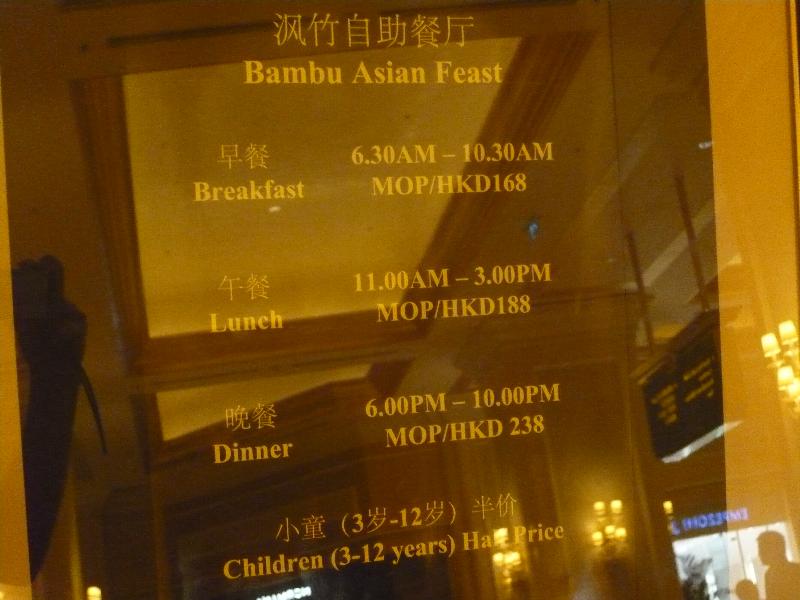 沨竹自助餐厅
Bambu Asian Feast
早餐 6.30AM – 10.30AM
Breakfast MOP/HKD168
午餐 11.00AM – 3.00PM
Lunch MOP/HKD188
晚餐 6.00PM – 10.00PM
Dinner MOP/HKD 238
小童（3岁-12岁）半价
Children (3-12 years) Half Price